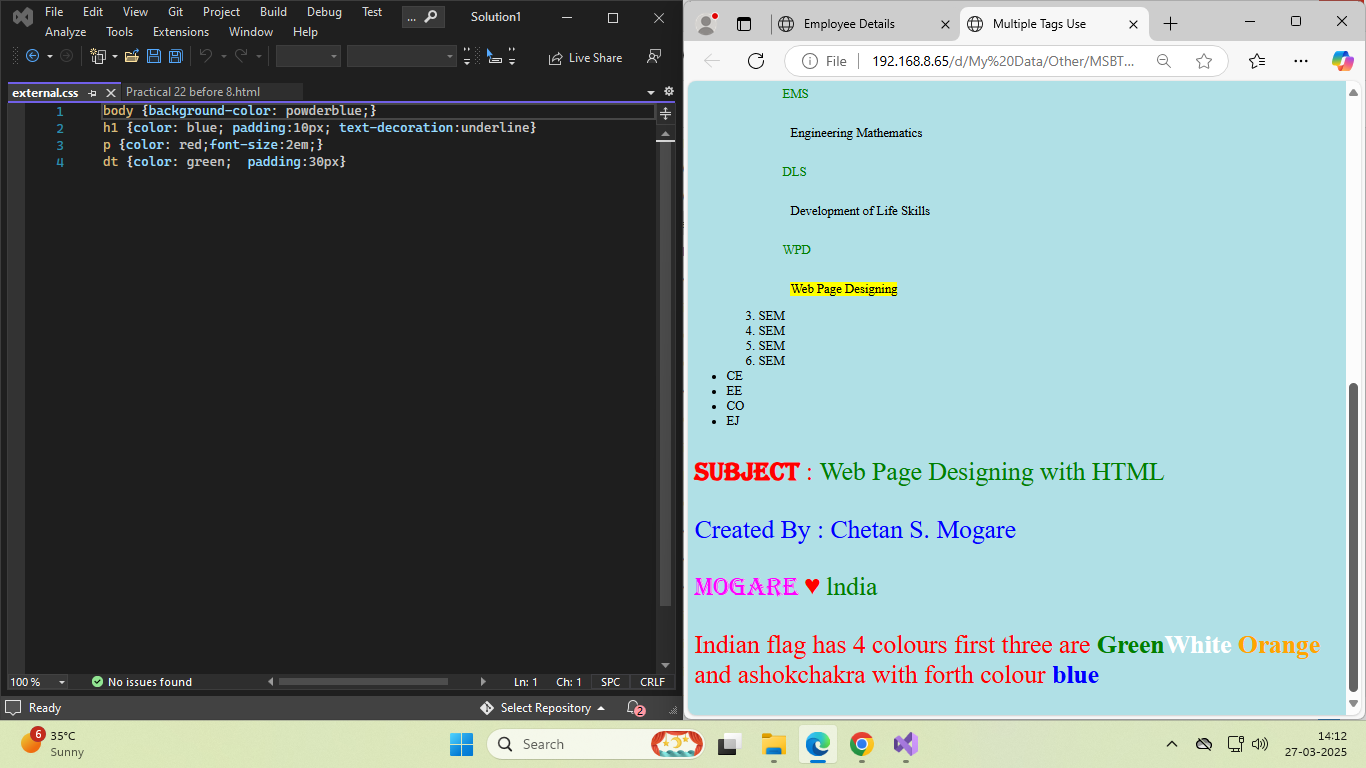 File Edit View Git Project Build Debug Test ... Solution1
Analyze Tools Extensions Window Help
Live Share
external.css Practical 22 before 8.html
1 body {background-color: powderblue;}
2 h1 {color: blue; padding:10px; text-decoration:underline}
3 p {color: red;font-size:2em;}
4 dt {color: green;  padding:30px}
100 % No issues found Ln: 1 Ch: 1 SPC CRLF
Ready Select Repository 2
Employee Details Multiple Tags Use
File 192.168.8.65/d/My%20Data/Other/MSBT...
EMS
Engineering Mathematics
DLS
Development of Life Skills
WPD
Web Page Designing
3. SEM
4. SEM
5. SEM
6. SEM
• CE
• EE
• CO
• EJ
SUBJECT : Web Page Designing with HTML
Created By : Chetan S. Mogare
MOGARE ♥ lndia
Indian flag has 4 colours first three are GreenWhite Orange
and ashokchakra with forth colour blue
6 35°C
Sunny
Search
14:12
27-03-2025